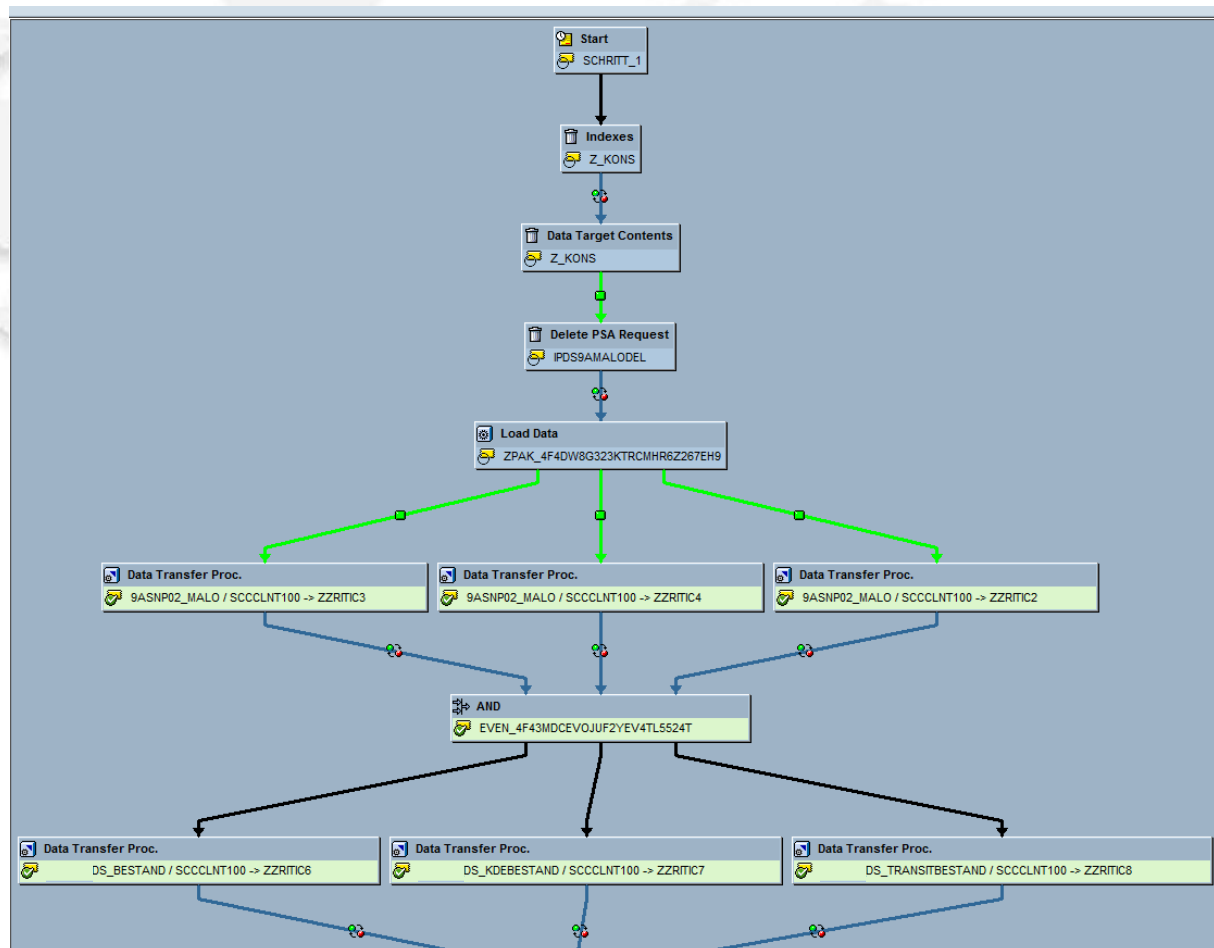 Start
SCHRITT_1
Indexes
Z_KONS
Data Target Contents
Z_KONS
Delete PSA Request
IPDS9AMALODEL
Load Data
ZPAK_4F4DW8G323KTRCMHR6Z267EH9
Data Transfer Proc.
9ASNP02_MALO / SCCCLNT100 -> ZZRITIC3
Data Transfer Proc.
9ASNP02_MALO / SCCCLNT100 -> ZZRITIC4
Data Transfer Proc.
9ASNP02_MALO / SCCCLNT100 -> ZZRITIC2
AND
EVEN_4F43MDCEVOJUF2YEV4TL5524T
Data Transfer Proc.
DS_BESTAND / SCCCLNT100 -> ZZRITIC6
Data Transfer Proc.
DS_KDEBESTAND / SCCCLNT100 -> ZZRITIC7
Data Transfer Proc.
DS_TRANSITBESTAND / SCCCLNT100 -> ZZRITIC8